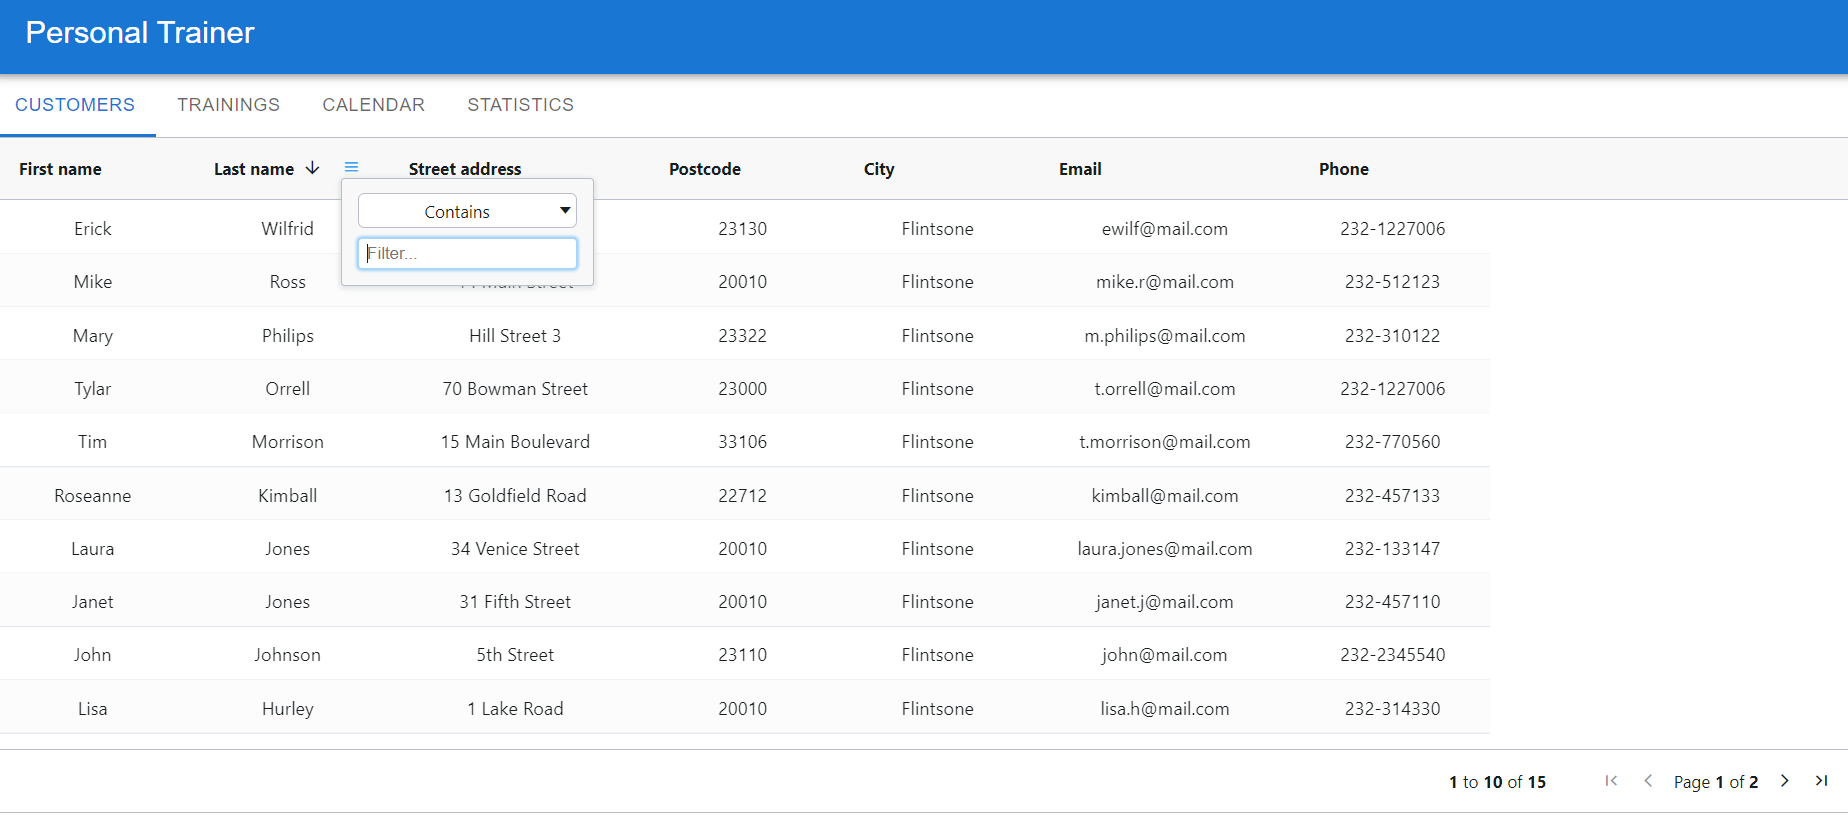 Personal Trainer
CUSTOMERS TRAININGS CALENDAR STATISTICS
First name Last name Street address Postcode City Email Phone
Contains
Erick Wilfrid 23130 Flintsone ewilf@mail.com 232-1227006
Filter...
Mike Ross Main Street 20010 Flintsone mike.r@mail.com 232-512123
Mary Philips Hill Street 3 23322 Flintsone m.philips@mail.com 232-310122
Tylar Orrell 70 Bowman Street 23000 Flintsone t.orrell@mail.com 232-1227006
Tim Morrison 15 Main Boulevard 33106 Flintsone t.morrison@mail.com 232-770560
Roseanne Kimball 13 Goldfield Road 22712 Flintsone kimball@mail.com 232-457133
Laura Jones 34 Venice Street 20010 Flintsone laura.jones@mail.com 232-133147
Janet Jones 31 Fifth Street 20010 Flintsone janet.j@mail.com 232-457110
John Johnson 5th Street 23110 Flintsone john@mail.com 232-2345540
Lisa Hurley 1 Lake Road 20010 Flintsone lisa.h@mail.com 232-314330
1 to 10 of 15 Page 1 of 2